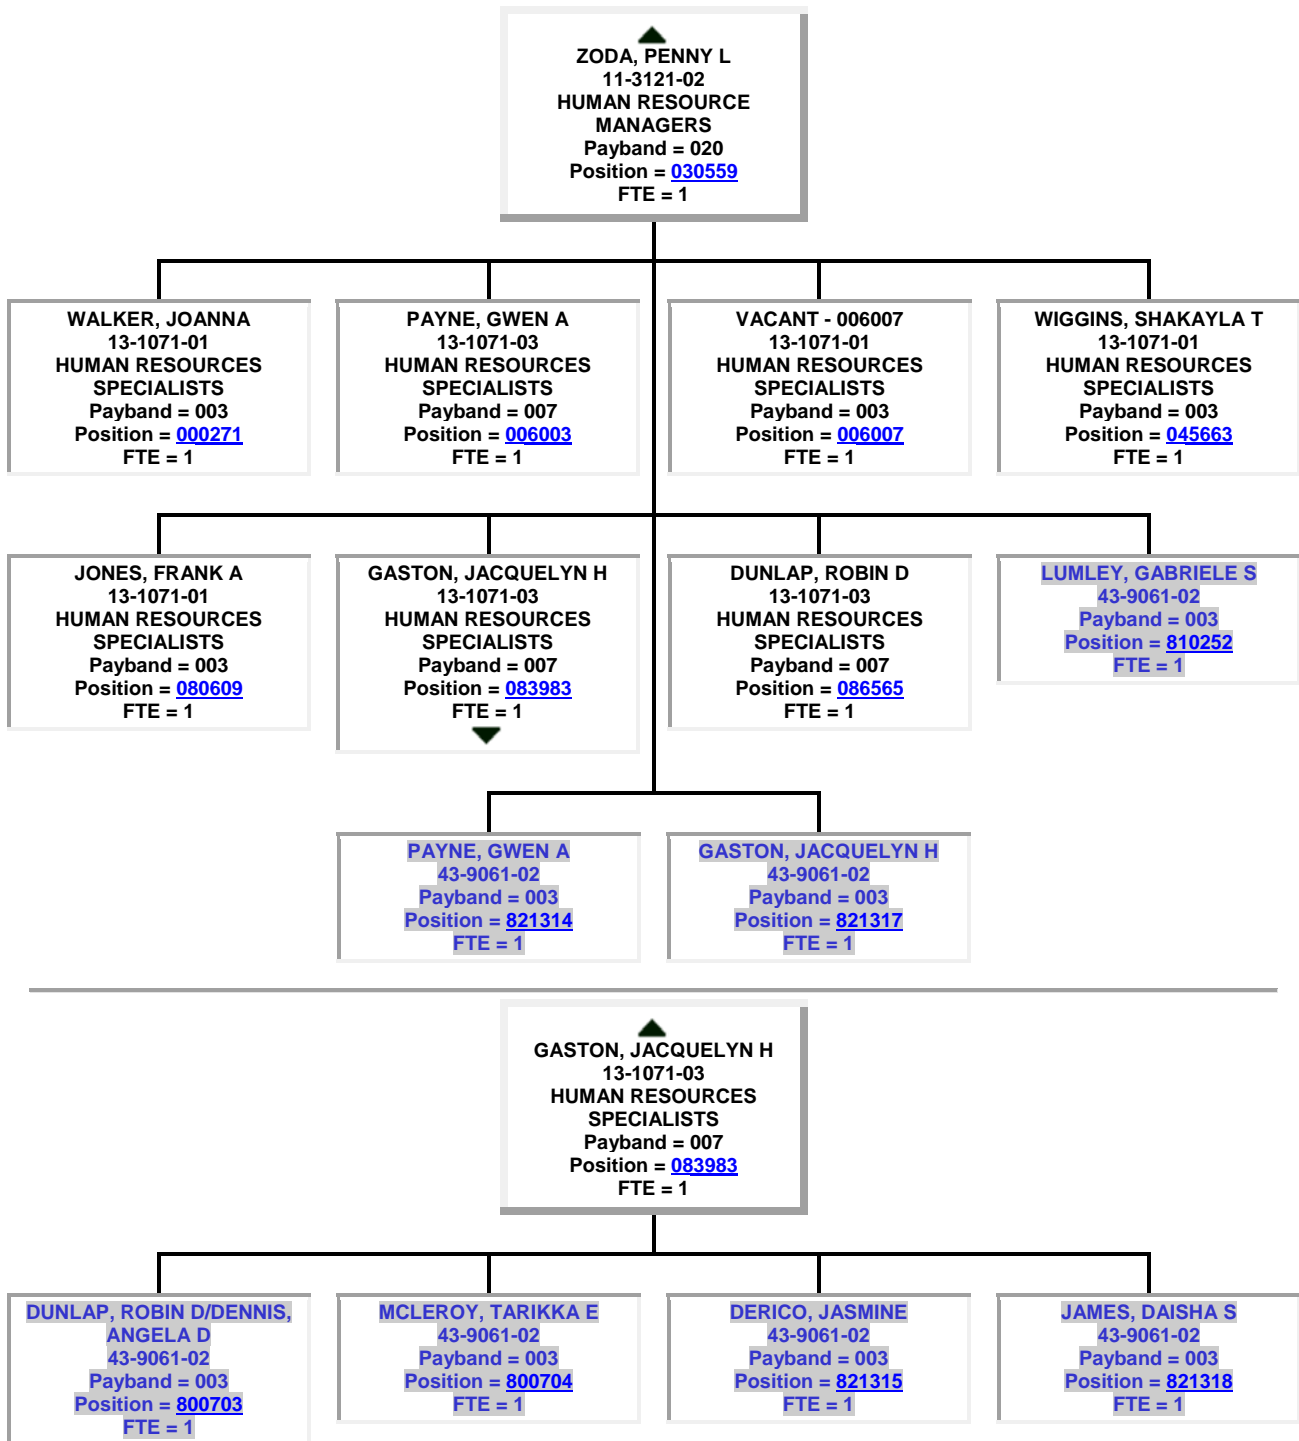 ZODA, PENNY L
11-3121-02
HUMAN RESOURCE
MANAGERS
Payband = 020
Position = 030559
FTE = 1
WALKER, JOANNA
13-1071-01
HUMAN RESOURCES
SPECIALISTS
Payband = 003
Position = 000271
FTE = 1
PAYNE, GWEN A
13-1071-03
HUMAN RESOURCES
SPECIALISTS
Payband = 007
Position = 006003
FTE = 1
VACANT - 006007
13-1071-01
HUMAN RESOURCES
SPECIALISTS
Payband = 003
Position = 006007
FTE = 1
WIGGINS, SHAKAYLA T
13-1071-01
HUMAN RESOURCES
SPECIALISTS
Payband = 003
Position = 045663
FTE = 1
JONES, FRANK A
13-1071-01
HUMAN RESOURCES
SPECIALISTS
Payband = 003
Position = 080609
FTE = 1
GASTON, JACQUELYN H
13-1071-03
HUMAN RESOURCES
SPECIALISTS
Payband = 007
Position = 083983
FTE = 1
DUNLAP, ROBIN D
13-1071-03
HUMAN RESOURCES
SPECIALISTS
Payband = 007
Position = 086565
FTE = 1
LUMLEY, GABRIELE S
43-9061-02
Payband = 003
Position = 810252
FTE = 1
PAYNE, GWEN A
43-9061-02
Payband = 003
Position = 821314
FTE = 1
GASTON, JACQUELYN H
43-9061-02
Payband = 003
Position = 821317
FTE = 1
GASTON, JACQUELYN H
13-1071-03
HUMAN RESOURCES
SPECIALISTS
Payband = 007
Position = 083983
FTE = 1
DUNLAP, ROBIN D/DENNIS,
ANGELA D
43-9061-02
Payband = 003
Position = 800703
FTE = 1
MCLEROY, TARIKKA E
43-9061-02
Payband = 003
Position = 800704
FTE = 1
DERICO, JASMINE
43-9061-02
Payband = 003
Position = 821315
FTE = 1
JAMES, DAISHA S
43-9061-02
Payband = 003
Position = 821318
FTE = 1